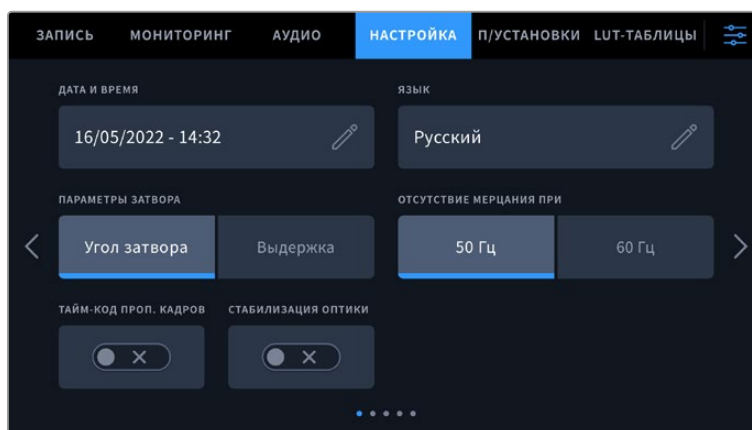 ЗАПИСЬ МОНИТОРИНГ АУДИО НАСТРОЙКА П/УСТАНОВКИ LUT-ТАБЛИЦЫ
ДАТА И ВРЕМЯ ЯЗЫК
16/05/2022 - 14:32 Русский
ПАРАМЕТРЫ ЗАТВОРА ОТСУТСТВИЕ МЕРЦАНИЯ ПРИ
Угол затвора Выдержка 50 Гц 60 Гц
ТАЙМ-КОД ПРОП. КАДРОВ СТАБИЛИЗАЦИЯ ОПТИКИ